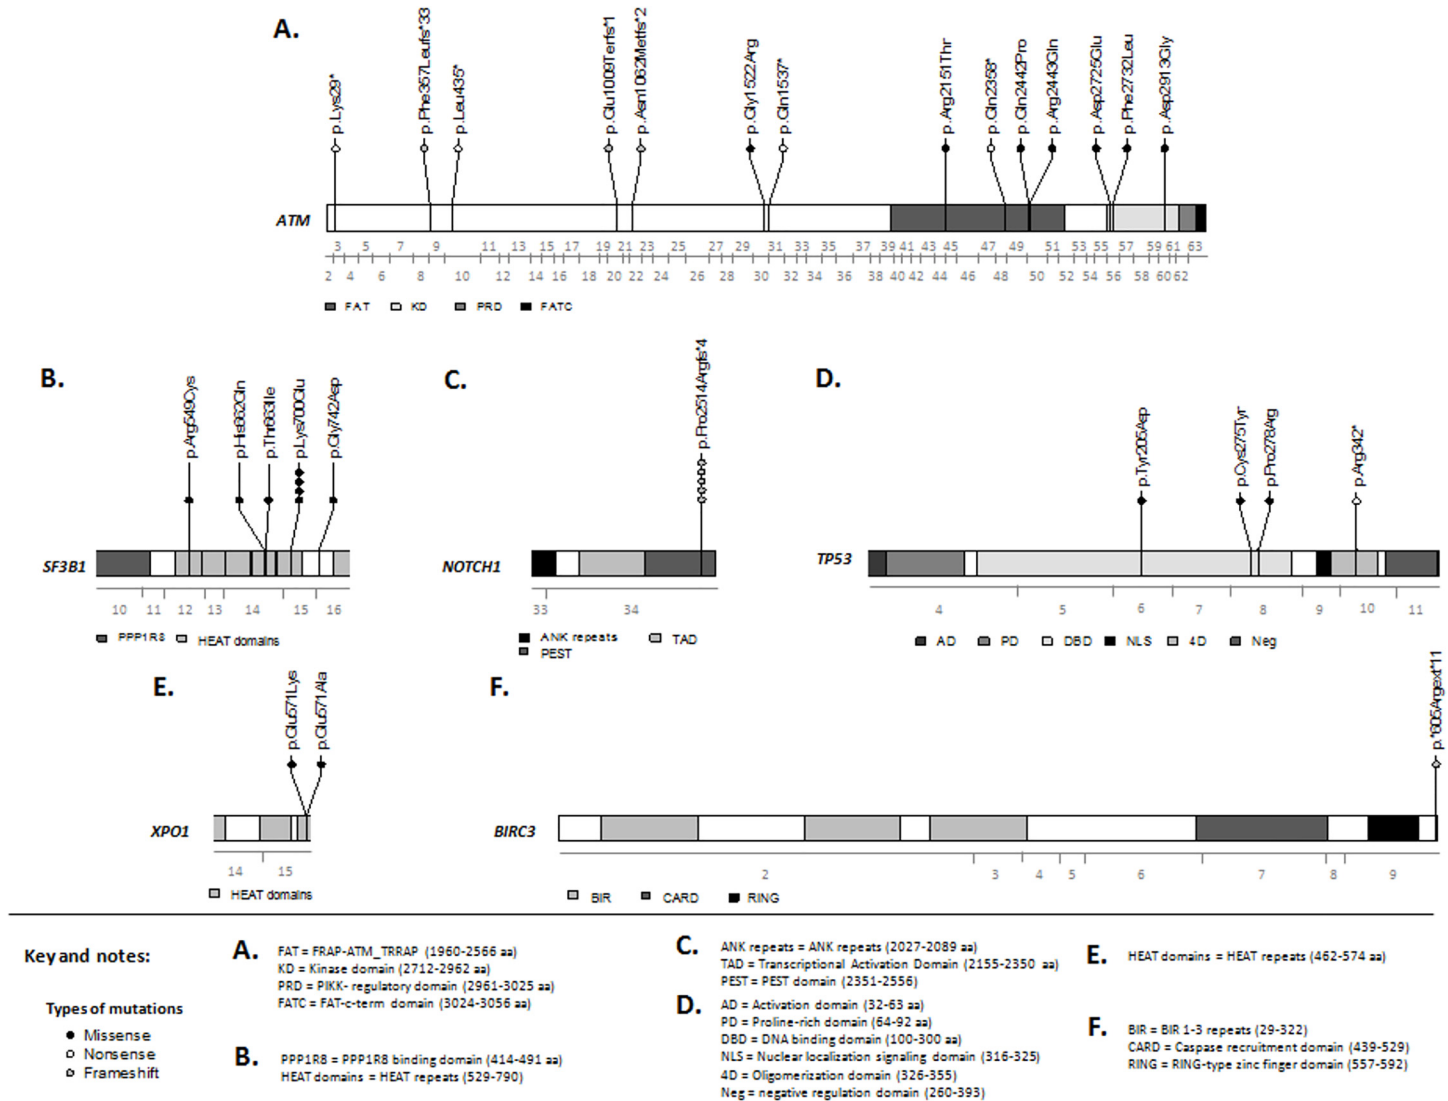 A.
p.Lys29*
p.Phe357Leufs*33
p.Leu435*
p.Glu1009Terfs*1
p.Asn1062Metfs*2
p.Gly1522Arg
p.Gln1537*
p.Arg2151Thr
p.Gln2358*
p.Gln2442Pro
p.Arg2443Gln
p.Asp2725Glu
p.Phe2732Leu
p.Asp2913Gly
ATM
3 5 7 9 11 13 15 17 19 21 23 25 27 29 31 33 35 37 39 41 43 45 47 49 51 53 55 57 59 61 63
2 4 6 8 10 12 14 16 18 20 22 24 26 28 30 32 34 36 38 40 42 44 46 48 50 52 54 56 58 60 62
FAT KD PRD FATC
B.
p.Arg549Cys
p.His662Gln
p.Thr663Ile
p.Lys700Glu
p.Gly742Asp
SF3B1
10 11 12 13 14 15 16
PPP1R8 HEAT domains
C.
p.Pro2514Argfs*4
NOTCH1
33 34
ANK repeats TAD
PEST
D.
p.Tyr205Asp
p.Cys275Tyr
p.Pro278Arg
p.Arg342*
TP53
4 5 6 7 8 9 10 11
AD PD DBD NLS 4D Neg
E.
p.Glu571Lys
p.Glu571Ala
XPO1
14 15
HEAT domains
F.
p.*605Argext*11
BIRC3
2 3 4 5 6 7 8 9
BIR CARD RING
Key and notes:
Types of mutations
Missense
Nonsense
Frameshift
A.
FAT = FRAP-ATM_TRRAP (1960-2566 aa)
KD = Kinase domain (2712-2962 aa)
PRD = PIKK- regulatory domain (2961-3025 aa)
FATC = FAT-c-term domain (3024-3056 aa)
B.
PPP1R8 = PPP1R8 binding domain (414-491 aa)
HEAT domains = HEAT repeats (529-790)
C.
ANK repeats = ANK repeats (2027-2089 aa)
TAD = Transcriptional Activation Domain (2155-2350 aa)
PEST = PEST domain (2351-2556)
D.
AD = Activation domain (32-63 aa)
PD = Proline-rich domain (64-92 aa)
DBD = DNA binding domain (100-300 aa)
NLS = Nuclear localization signaling domain (316-325)
4D = Oligomerization domain (326-355)
Neg = negative regulation domain (260-393)
E.
HEAT domains = HEAT repeats (462-574 aa)
F.
BIR = BIR 1-3 repeats (29-322)
CARD = Caspase recruitment domain (439-529)
RING = RING-type zinc finger domain (557-592)